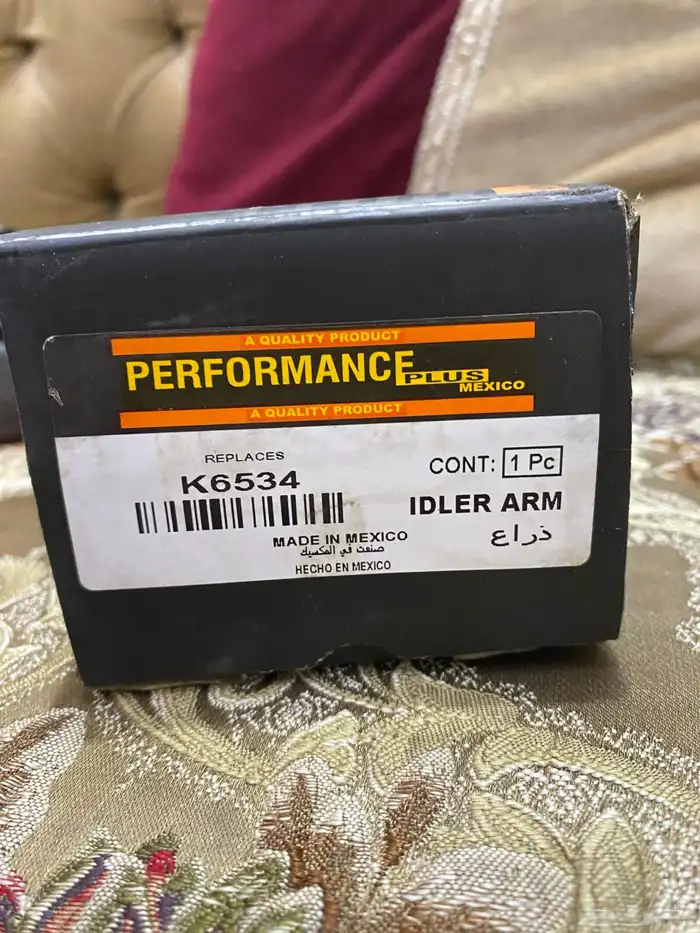 A QUALITY PRODUCT
PERFORMANCE PLUS MEXICO
A QUALITY PRODUCT
REPLACES
K6534
CONT: 1 Pc
IDLER ARM
ذراع
MADE IN MEXICO
صنعت في المكسيك
HECHO EN MEXICO